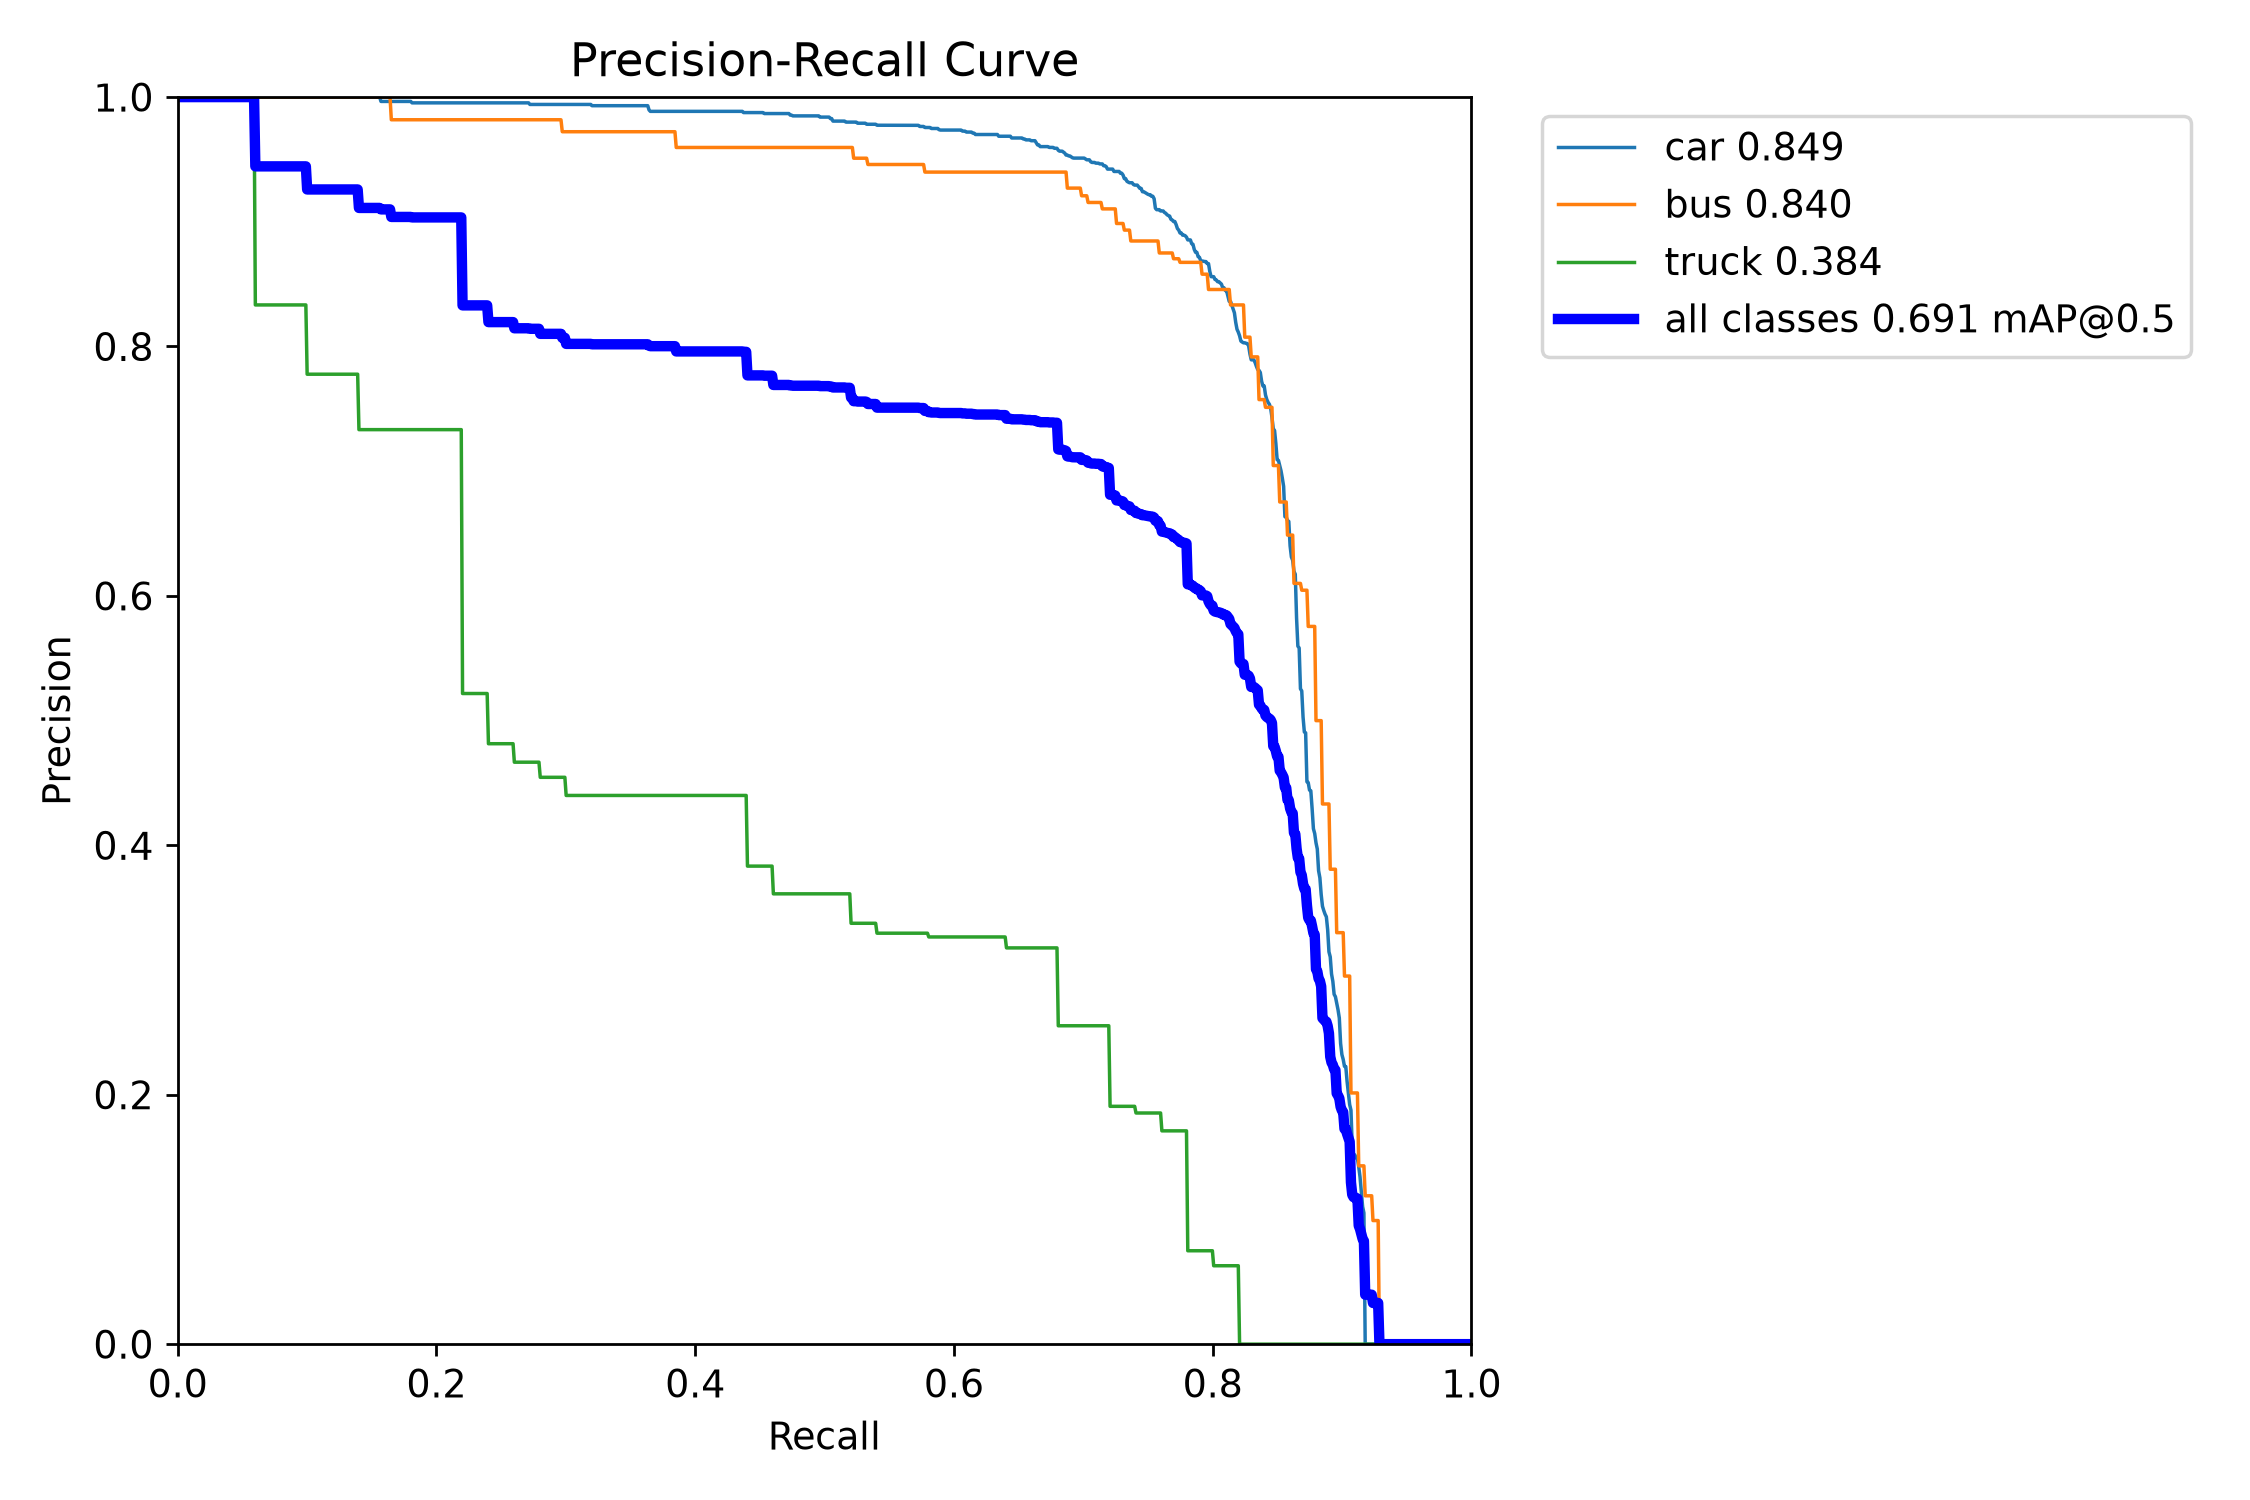 Precision-Recall Curve
1.0
0.8
0.6
0.4
0.2
0.0
Precision
0.0 0.2 0.4 0.6 0.8 1.0
Recall
car 0.849
bus 0.840
truck 0.384
all classes 0.691 mAP@0.5